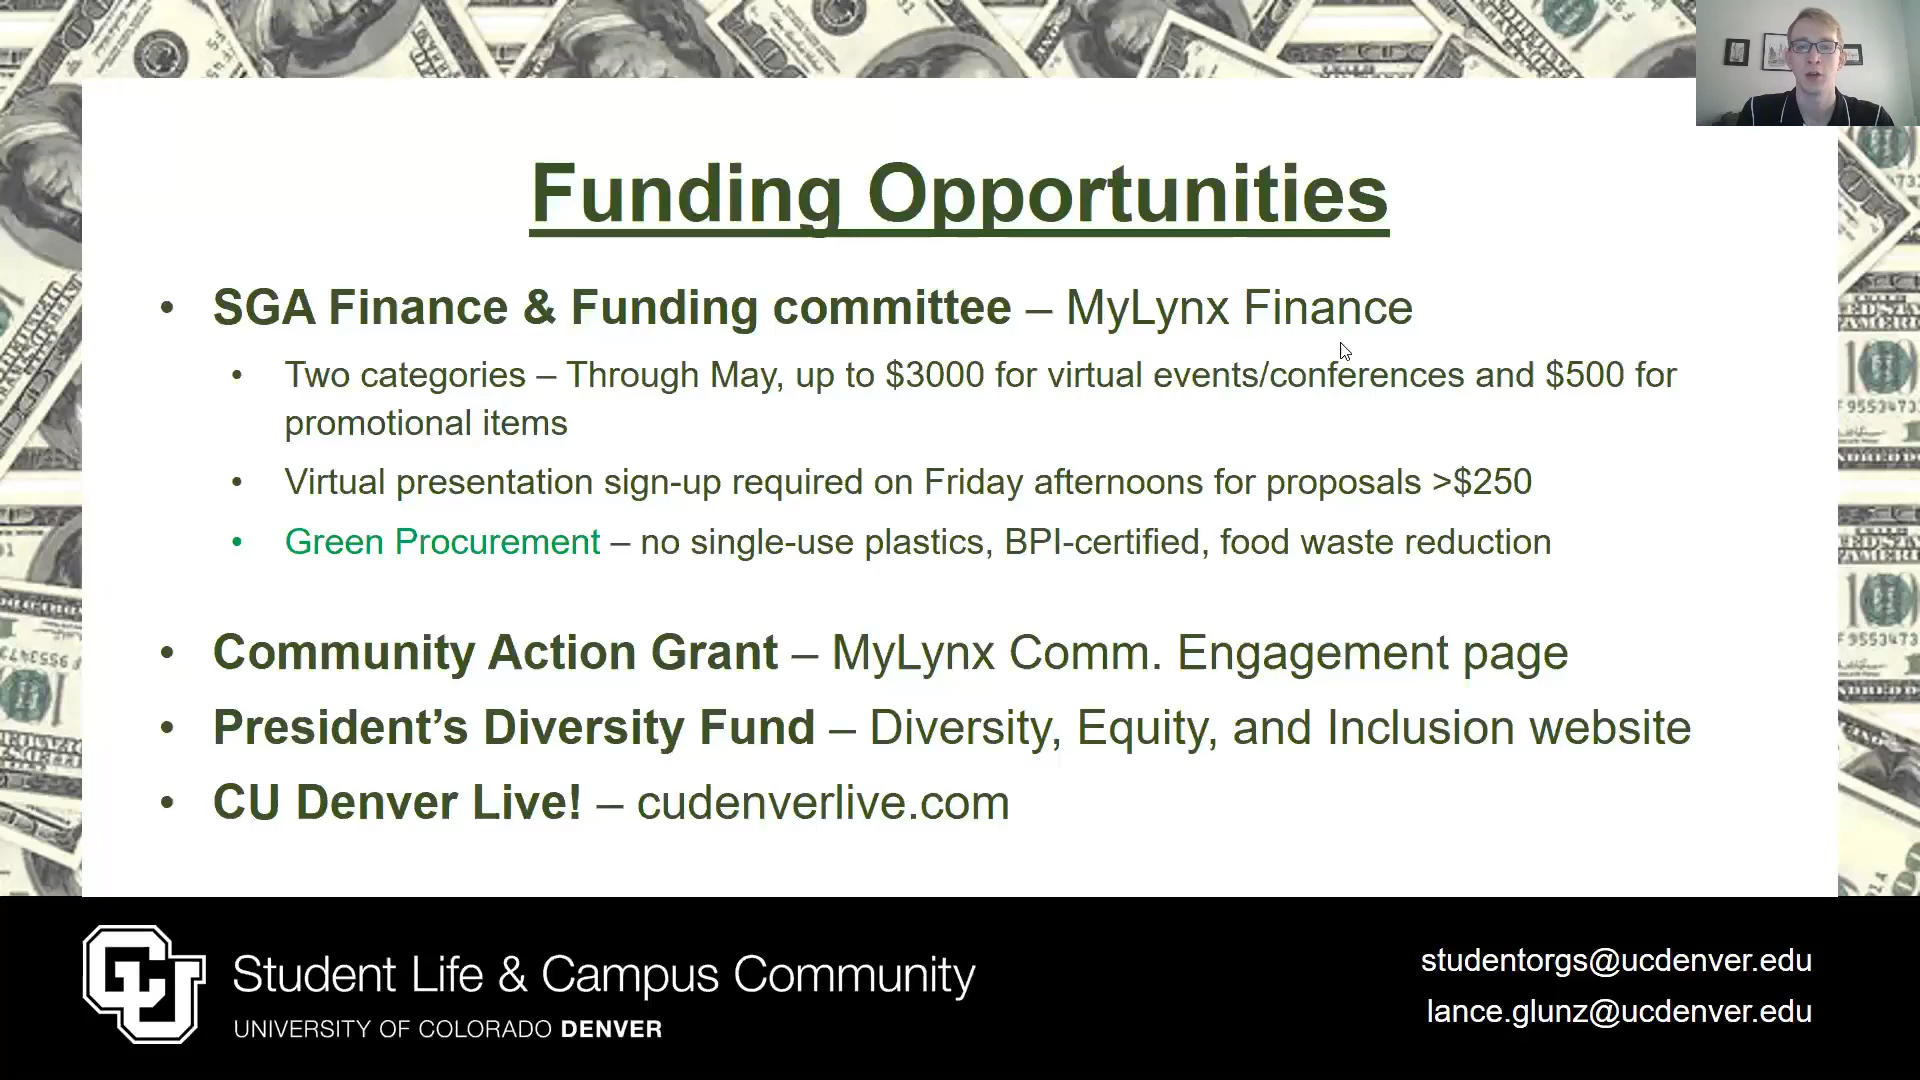 Funding Opportunities
• SGA Finance & Funding committee – MyLynx Finance
• Two categories – Through May, up to $3000 for virtual events/conferences and $500 for
promotional items
• Virtual presentation sign-up required on Friday afternoons for proposals >$250
• Green Procurement – no single-use plastics, BPI-certified, food waste reduction
• Community Action Grant – MyLynx Comm. Engagement page
• President’s Diversity Fund – Diversity, Equity, and Inclusion website
• CU Denver Live! – cudenverlive.com
CU
Student Life & Campus Community
UNIVERSITY OF COLORADO DENVER
studentorgs@ucdenver.edu
lance.glunz@ucdenver.edu